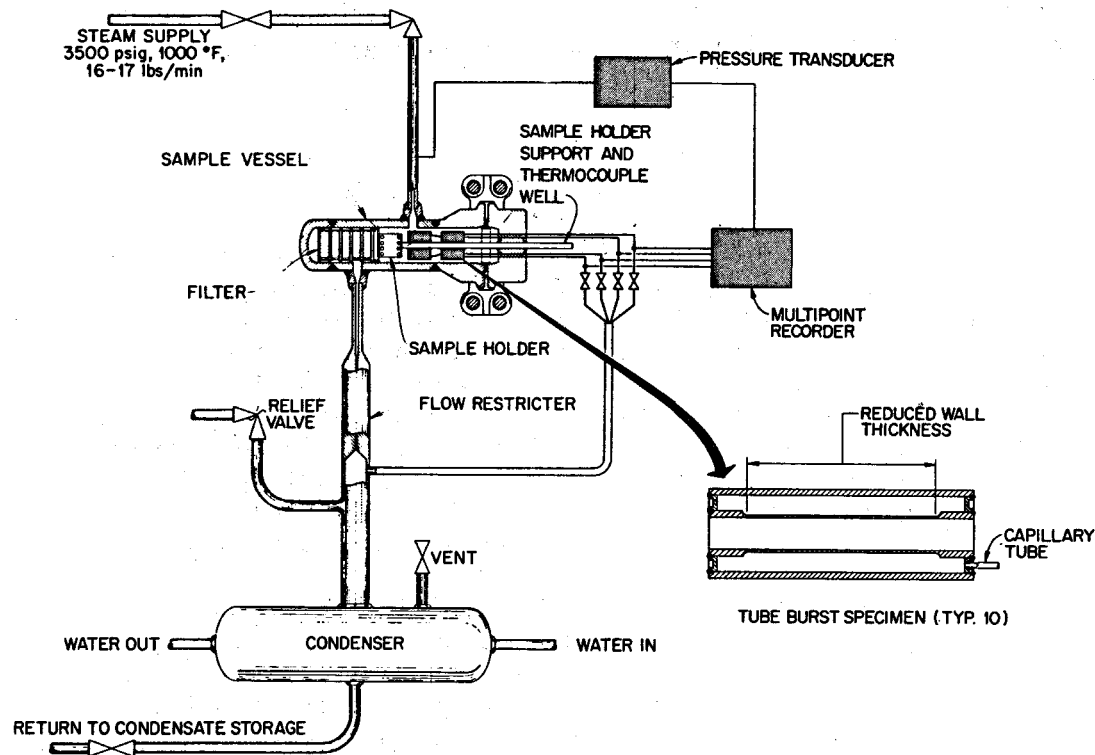 STEAM SUPPLY
3500 psig, 1000 °F,
16-17 lbs/min
PRESSURE TRANSDUCER
SAMPLE HOLDER
SUPPORT AND
THERMOCOUPLE
WELL
SAMPLE VESSEL
FILTER-
MULTIPOINT
RECORDER
SAMPLE HOLDER
RELIEF
VALVE
FLOW RESTRICTER
REDUCED WALL
THICKNESS
CAPILLARY
TUBE
VENT
TUBE BURST SPECIMEN (TYP. 10)
WATER OUT
CONDENSER
WATER IN
RETURN TO CONDENSATE STORAGE